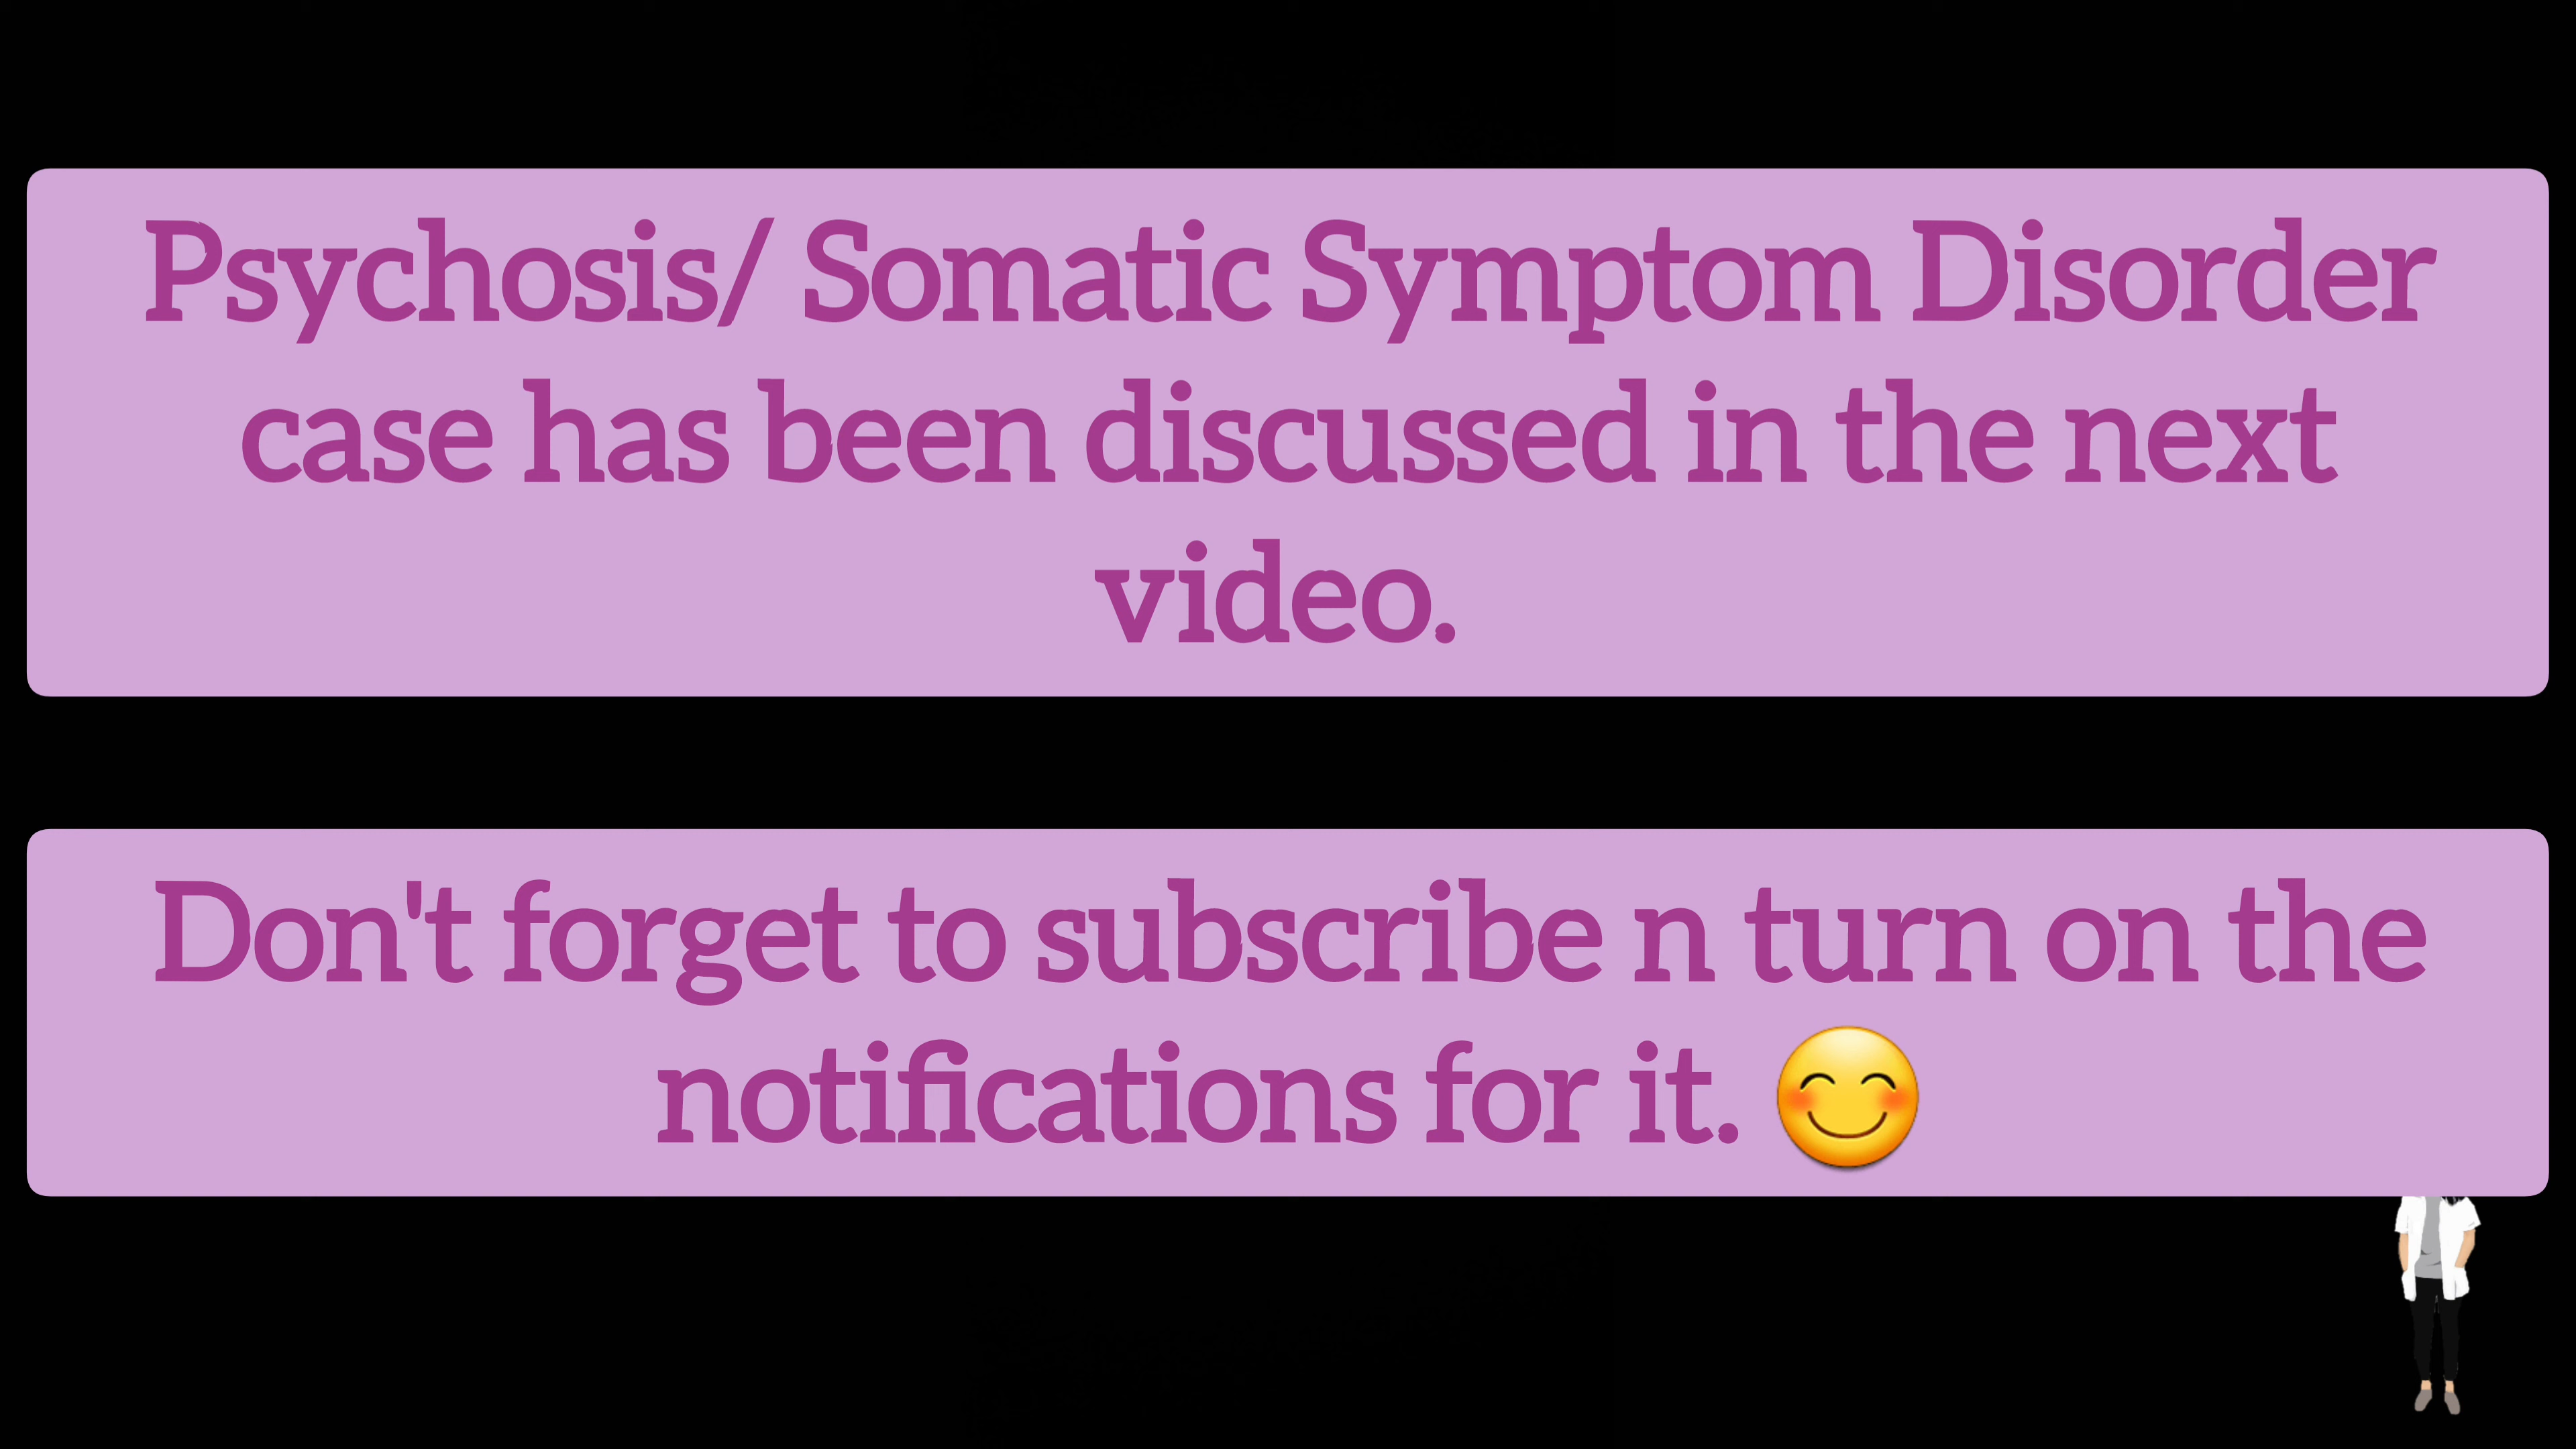 Psychosis/ Somatic Symptom Disorder
case has been discussed in the next
video.
Don't forget to subscribe n turn on the
notifications for it. 😊